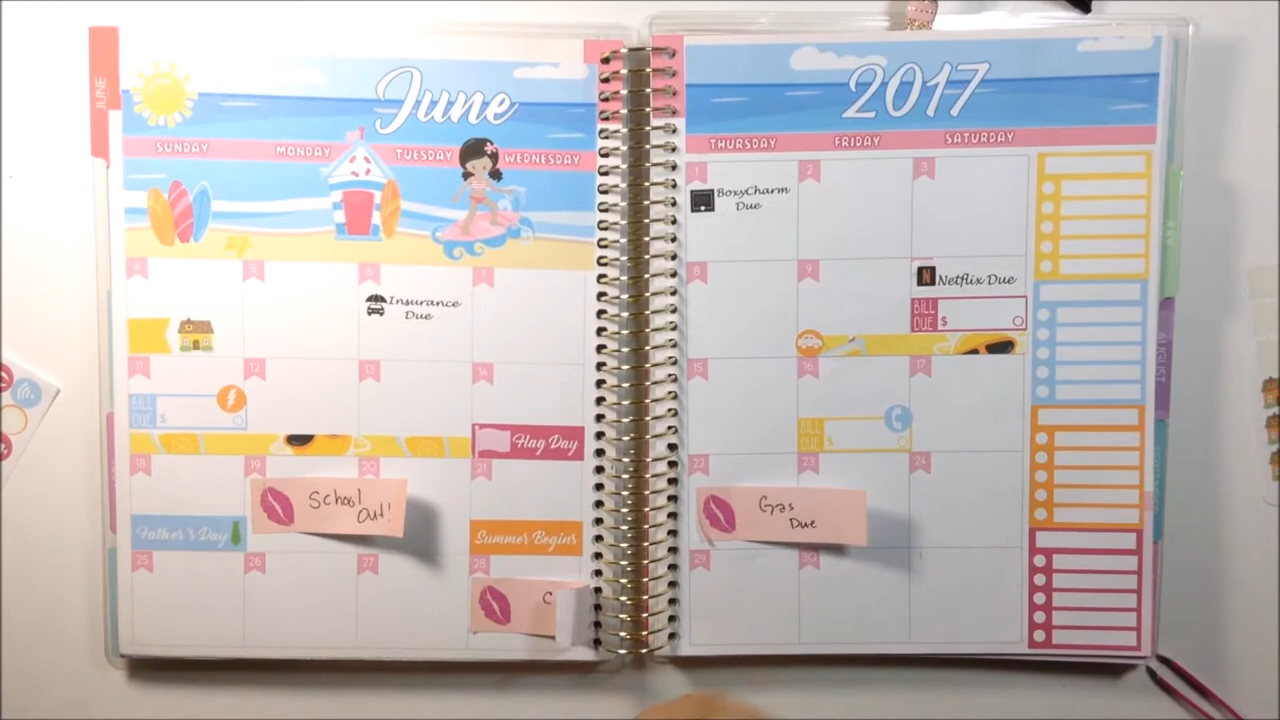 June 2017
JUNE
SUNDAY MONDAY TUESDAY WEDNESDAY THURSDAY FRIDAY SATURDAY
1 2 3
BoxyCharm
Due
4 5 6 7 8 9
Insurance
Due
N Netflix Due
BILL
DUE $
11 12 13 14 15 16 17
BILL
DUE $
Flag Day
BILL
DUE $
AUGUST
18 19 20 21 22 23 24
School
Out!
Gas
Due
Father's Day
Summer Begins
25 26 27 28 29 30
C